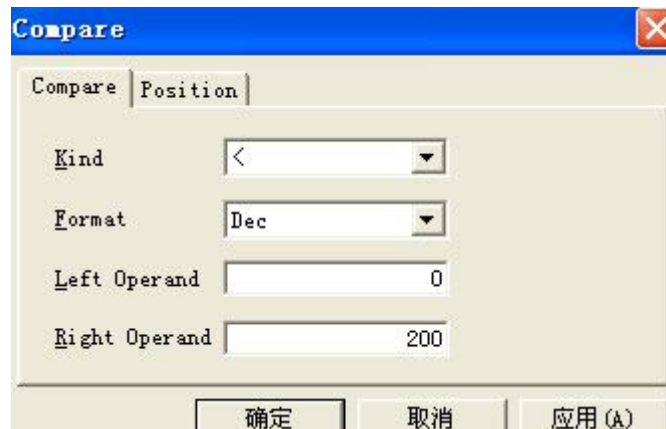 Compare
Compare Position
Kind <
Format Dec
Left Operand 0
Right Operand 200
确定 取消 应用(A)